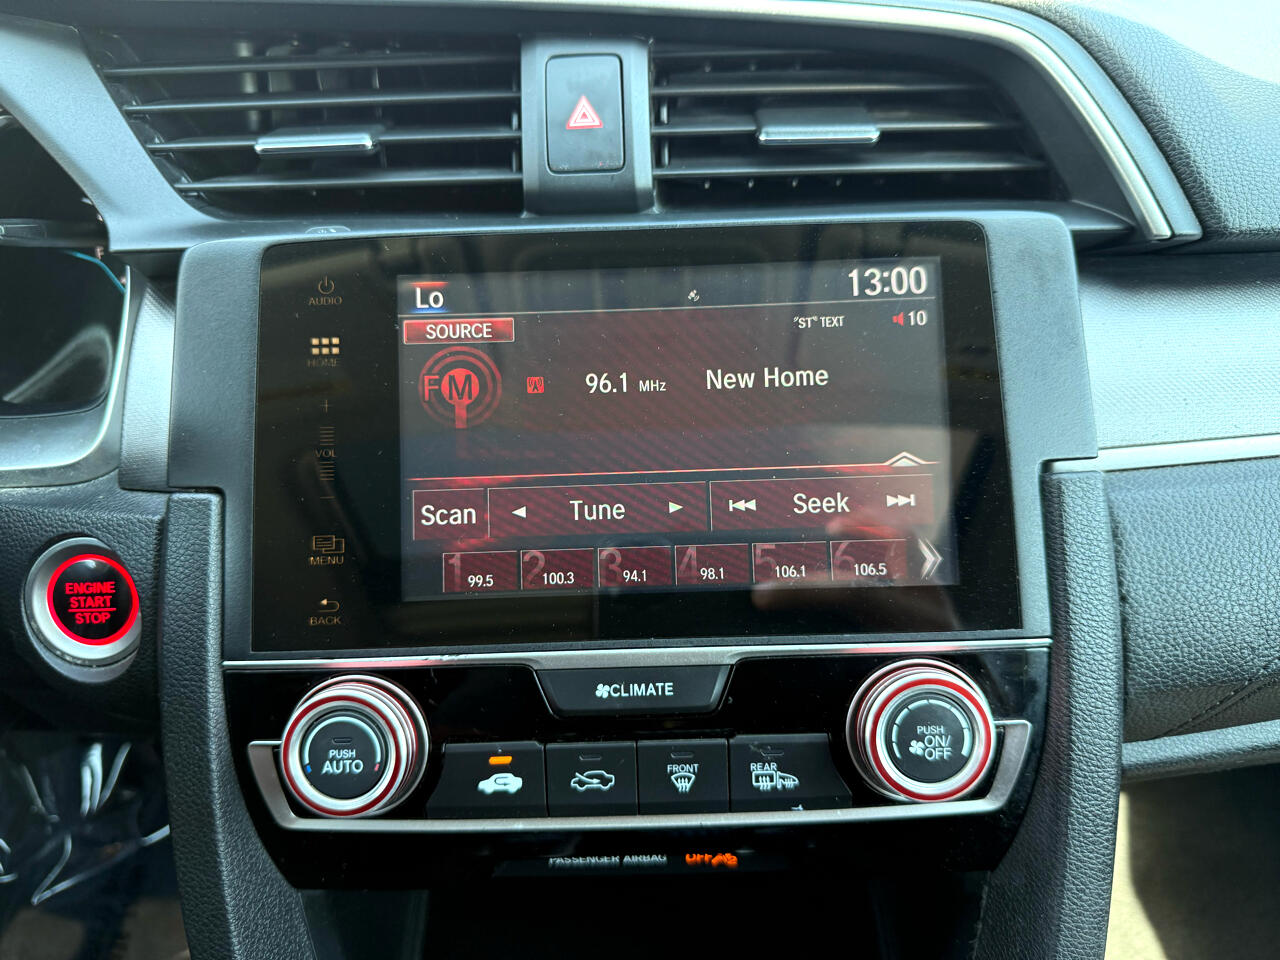 AUDIO
HOME
+
VOL
-
MENU
BACK
Lo
13:00
SOURCE
"ST" TEXT
10
FM
96.1 MHz
New Home
Scan
Tune
Seek
1 99.5
2 100.3
3 94.1
4 98.1
5 106.1
6 106.5
ENGINE
START
STOP
CLIMATE
PUSH
AUTO
FRONT
REAR
PUSH
ON/
OFF
PASSENGER AIRBAG
OFF